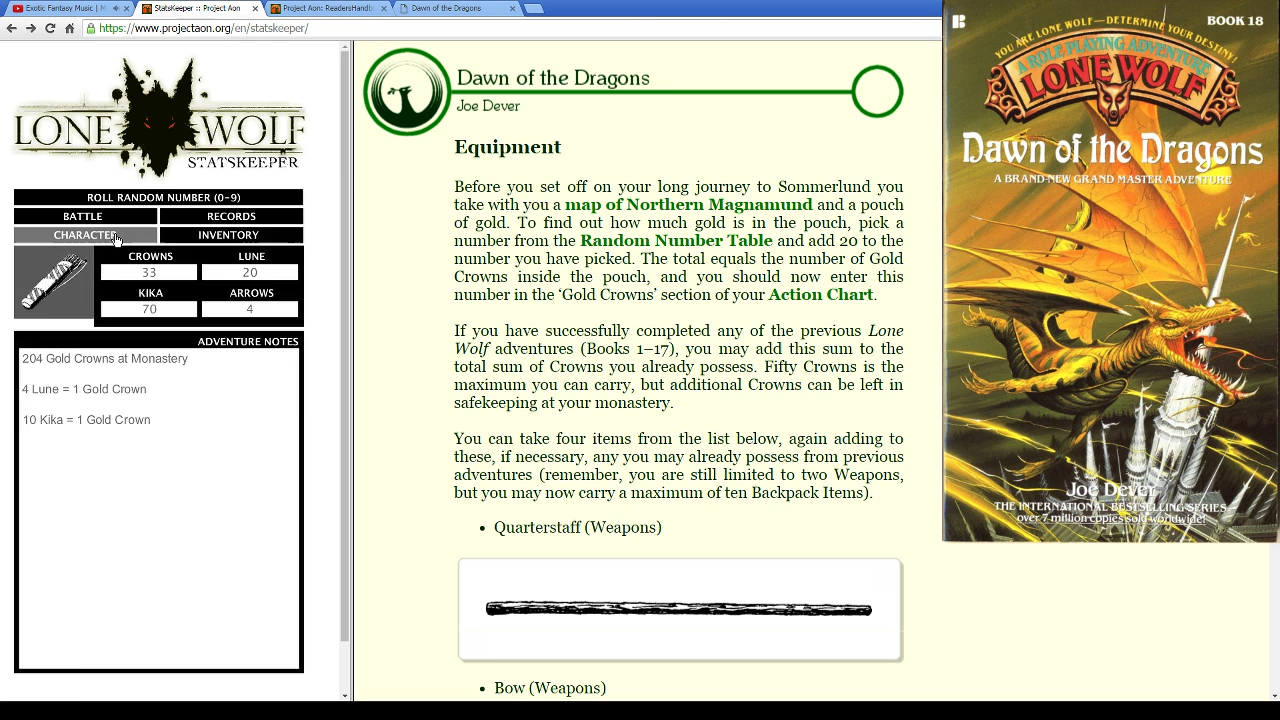 Exotic Fantasy Music | M
StatsKeeper :: Project Aon
Project Aon: ReadersHandb
Dawn of the Dragons
https://www.projectaon.org/en/statskeeper/
LONE WOLF
STATSKEEPER
ROLL RANDOM NUMBER (0-9)
BATTLE
RECORDS
CHARACTER
INVENTORY
CROWNS
LUNE
33
20
KIKA
ARROWS
70
4
ADVENTURE NOTES
204 Gold Crowns at Monastery
4 Lune = 1 Gold Crown
10 Kika = 1 Gold Crown
Dawn of the Dragons
Joe Dever
Equipment
Before you set off on your long journey to Sommerlund you
take with you a map of Northern Magnamund and a pouch
of gold. To find out how much gold is in the pouch, pick a
number from the Random Number Table and add 20 to the
number you have picked. The total equals the number of Gold
Crowns inside the pouch, and you should now enter this
number in the ‘Gold Crowns’ section of your Action Chart.
If you have successfully completed any of the previous Lone
Wolf adventures (Books 1–17), you may add this sum to the
total sum of Crowns you already possess. Fifty Crowns is the
maximum you can carry, but additional Crowns can be left in
safekeeping at your monastery.
You can take four items from the list below, again adding to
these, if necessary, any you may already possess from previous
adventures (remember, you are still limited to two Weapons,
but you may now carry a maximum of ten Backpack Items).
• Quarterstaff (Weapons)
• Bow (Weapons)
B
BOOK 18
YOU ARE LONE WOLF—DETERMINE YOUR DESTINY!
A ROLE PLAYING ADVENTURE
LONE WOLF
Dawn of the Dragons
A BRAND-NEW GRAND MASTER ADVENTURE
Joe Dever
THE INTERNATIONAL BESTSELLING SERIES—
over 7 million copies sold worldwide!